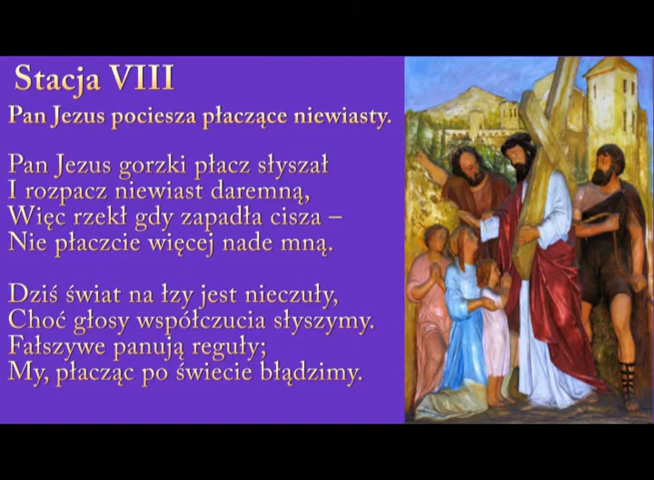 Stacja VIII
Pan Jezus pociesza płaczące niewiasty.
Pan Jezus gorzki płacz słyszał
I rozpacz niewiast daremną,
Więc rzekł gdy zapadła cisza –
Nie płaczcie więcej nade mną.
Dziś świat na łzy jest nieczuły,
Choć głosy współczucia słyszymy.
Fałszywe panują reguły;
My, płacząc po świecie błądzimy.